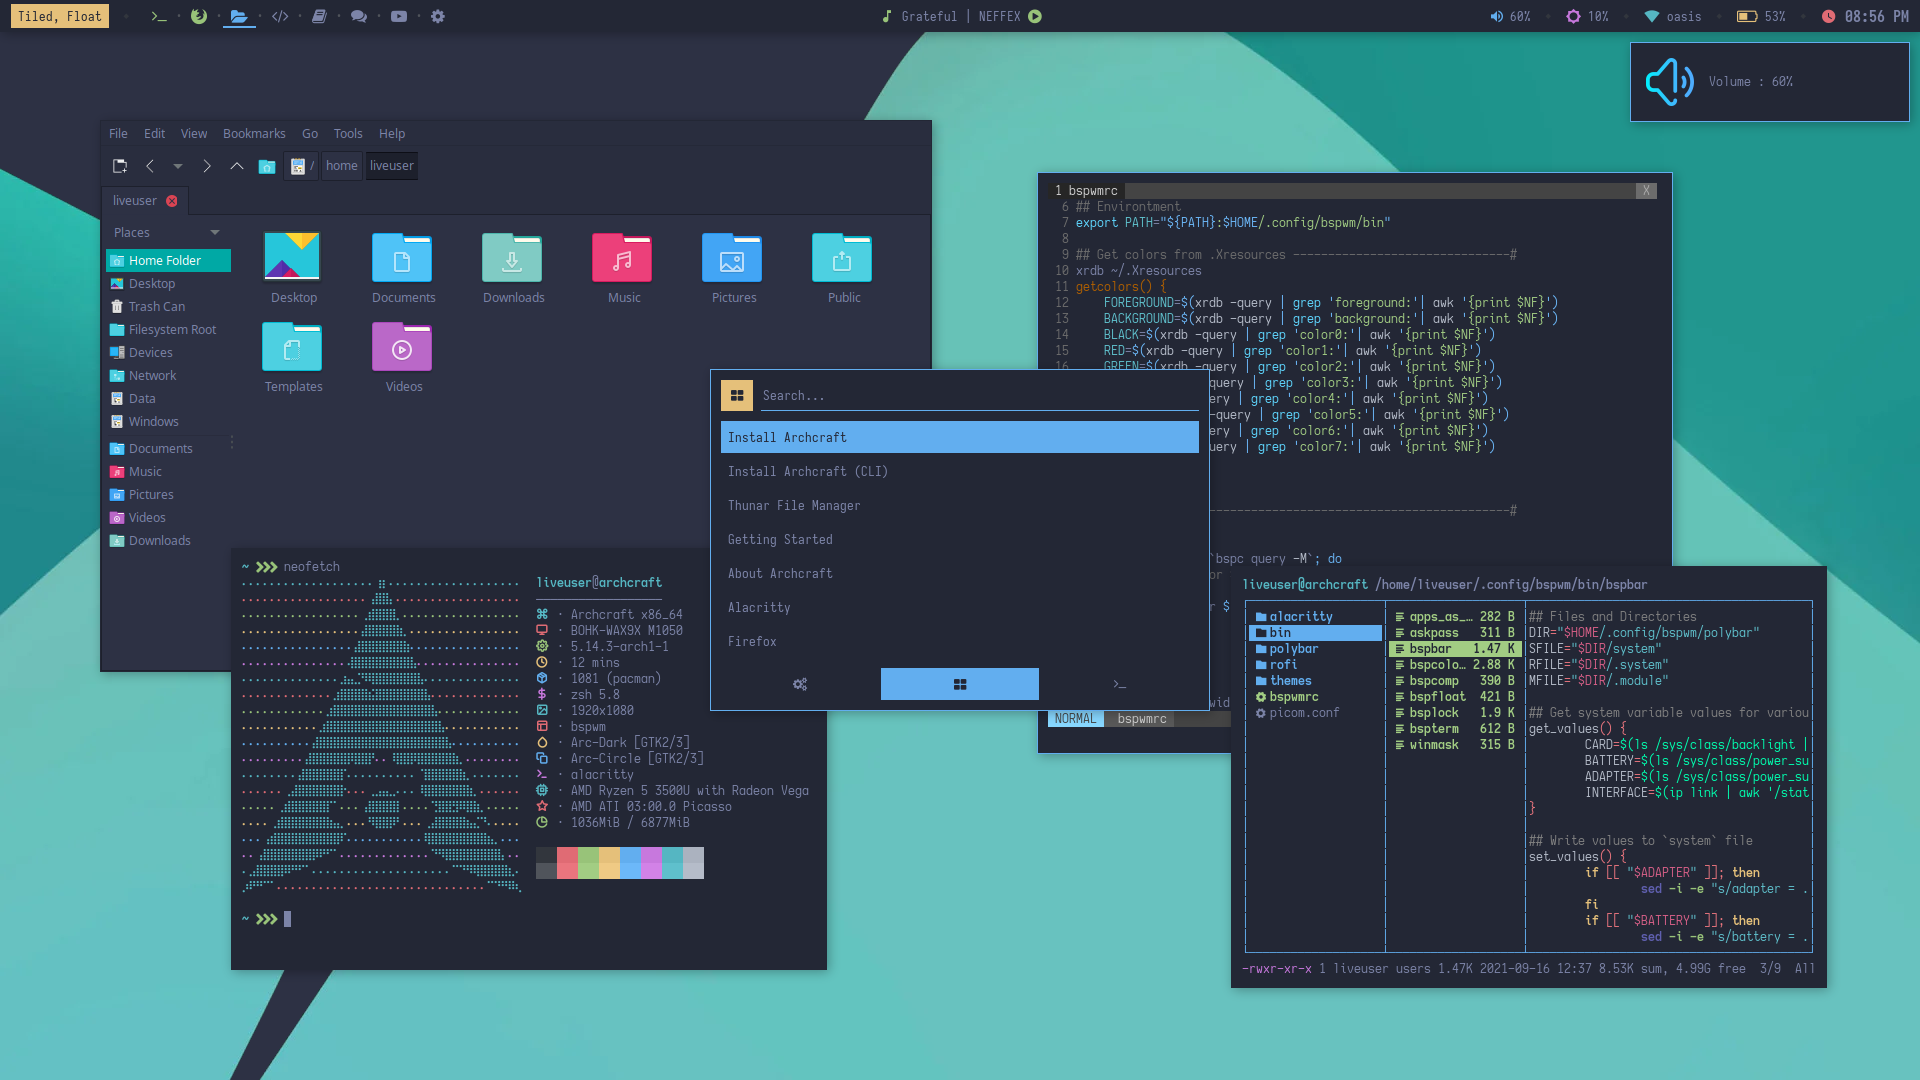 Tiled, Float
Grateful | NEFFEX
60%
10%
oasis
53%
08:56 PM
Volume : 60%
File Edit View Bookmarks Go Tools Help
/ home liveuser
liveuser
Places
Home Folder
Desktop
Trash Can
Filesystem Root
Devices
Network
Data
Windows
Documents
Music
Pictures
Videos
Downloads
Desktop
Documents
Downloads
Music
Pictures
Public
Templates
Videos
1 bspwmrc X
6 ## Environtment
7 export PATH="${PATH}:$HOME/.config/bspwm/bin"
8
9 ## Get colors from .Xresources -------------------------------#
10 xrdb ~/.Xresources
11 getcolors() {
12 FOREGROUND=$(xrdb -query | grep 'foreground:'| awk '{print $NF}')
13 BACKGROUND=$(xrdb -query | grep 'background:'| awk '{print $NF}')
14 BLACK=$(xrdb -query | grep 'color0:'| awk '{print $NF}')
15 RED=$(xrdb -query | grep 'color1:'| awk '{print $NF}')
16 GREEN=$(xrdb -query | grep 'color2:'| awk '{print $NF}')
-query | grep 'color3:'| awk '{print $NF}')
ery | grep 'color4:'| awk '{print $NF}')
-query | grep 'color5:'| awk '{print $NF}')
ery | grep 'color6:'| awk '{print $NF}')
query | grep 'color7:'| awk '{print $NF}')
-------------------------------------------#
`bspc query -M`; do
or
r $
wid
NORMAL bspwmrc
Search...
Install Archcraft
Install Archcraft (CLI)
Thunar File Manager
Getting Started
About Archcraft
Alacritty
Firefox
~ >>> neofetch
liveuser@archcraft
· Archcraft x86_64
· BOHK-WAX9X M1050
· 5.14.3-arch1-1
· 12 mins
· 1081 (pacman)
· zsh 5.8
· 1920x1080
· bspwm
· Arc-Dark [GTK2/3]
· Arc-Circle [GTK2/3]
· alacritty
· AMD Ryzen 5 3500U with Radeon Vega
· AMD ATI 03:00.0 Picasso
· 1036MiB / 6877MiB
~ >>>
liveuser@archcraft /home/liveuser/.config/bspwm/bin/bspbar
alacritty
bin
polybar
rofi
themes
bspwmrc
picom.conf
apps_as_… 282 B
askpass 311 B
bspbar 1.47 K
bspcolo… 2.88 K
bspcomp 390 B
bspfloat 421 B
bsplock 1.9 K
bspterm 612 B
winmask 315 B
## Files and Directories
DIR="$HOME/.config/bspwm/polybar"
SFILE="$DIR/system"
RFILE="$DIR/.system"
MFILE="$DIR/.module"
## Get system variable values for variou
get_values() {
CARD=$(ls /sys/class/backlight |
BATTERY=$(ls /sys/class/power_su
ADAPTER=$(ls /sys/class/power_su
INTERFACE=$(ip link | awk '/stat
}
## Write values to `system` file
set_values() {
if [[ "$ADAPTER" ]]; then
sed -i -e "s/adapter = .
fi
if [[ "$BATTERY" ]]; then
sed -i -e "s/battery = .
-rwxr-xr-x 1 liveuser users 1.47K 2021-09-16 12:37 8.53K sum, 4.99G free 3/9 All